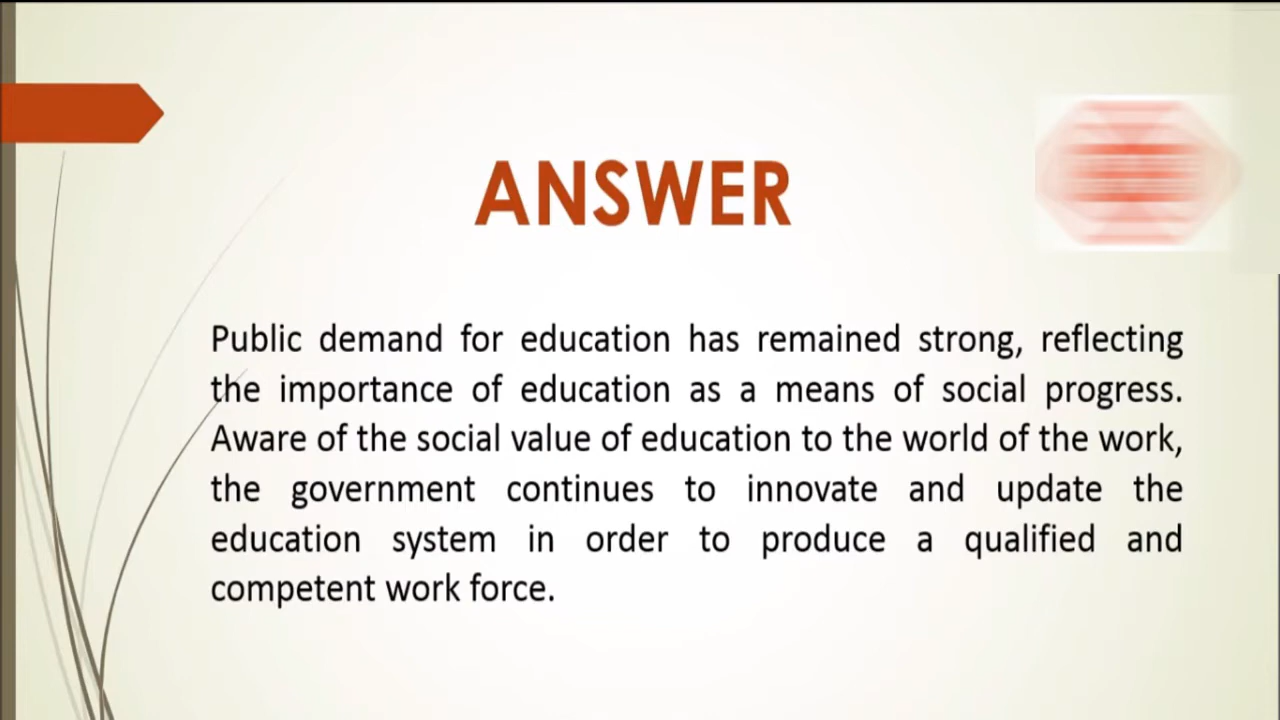 ANSWER
Public demand for education has remained strong, reflecting
the importance of education as a means of social progress.
Aware of the social value of education to the world of the work,
the government continues to innovate and update the
education system in order to produce a qualified and
competent work force.